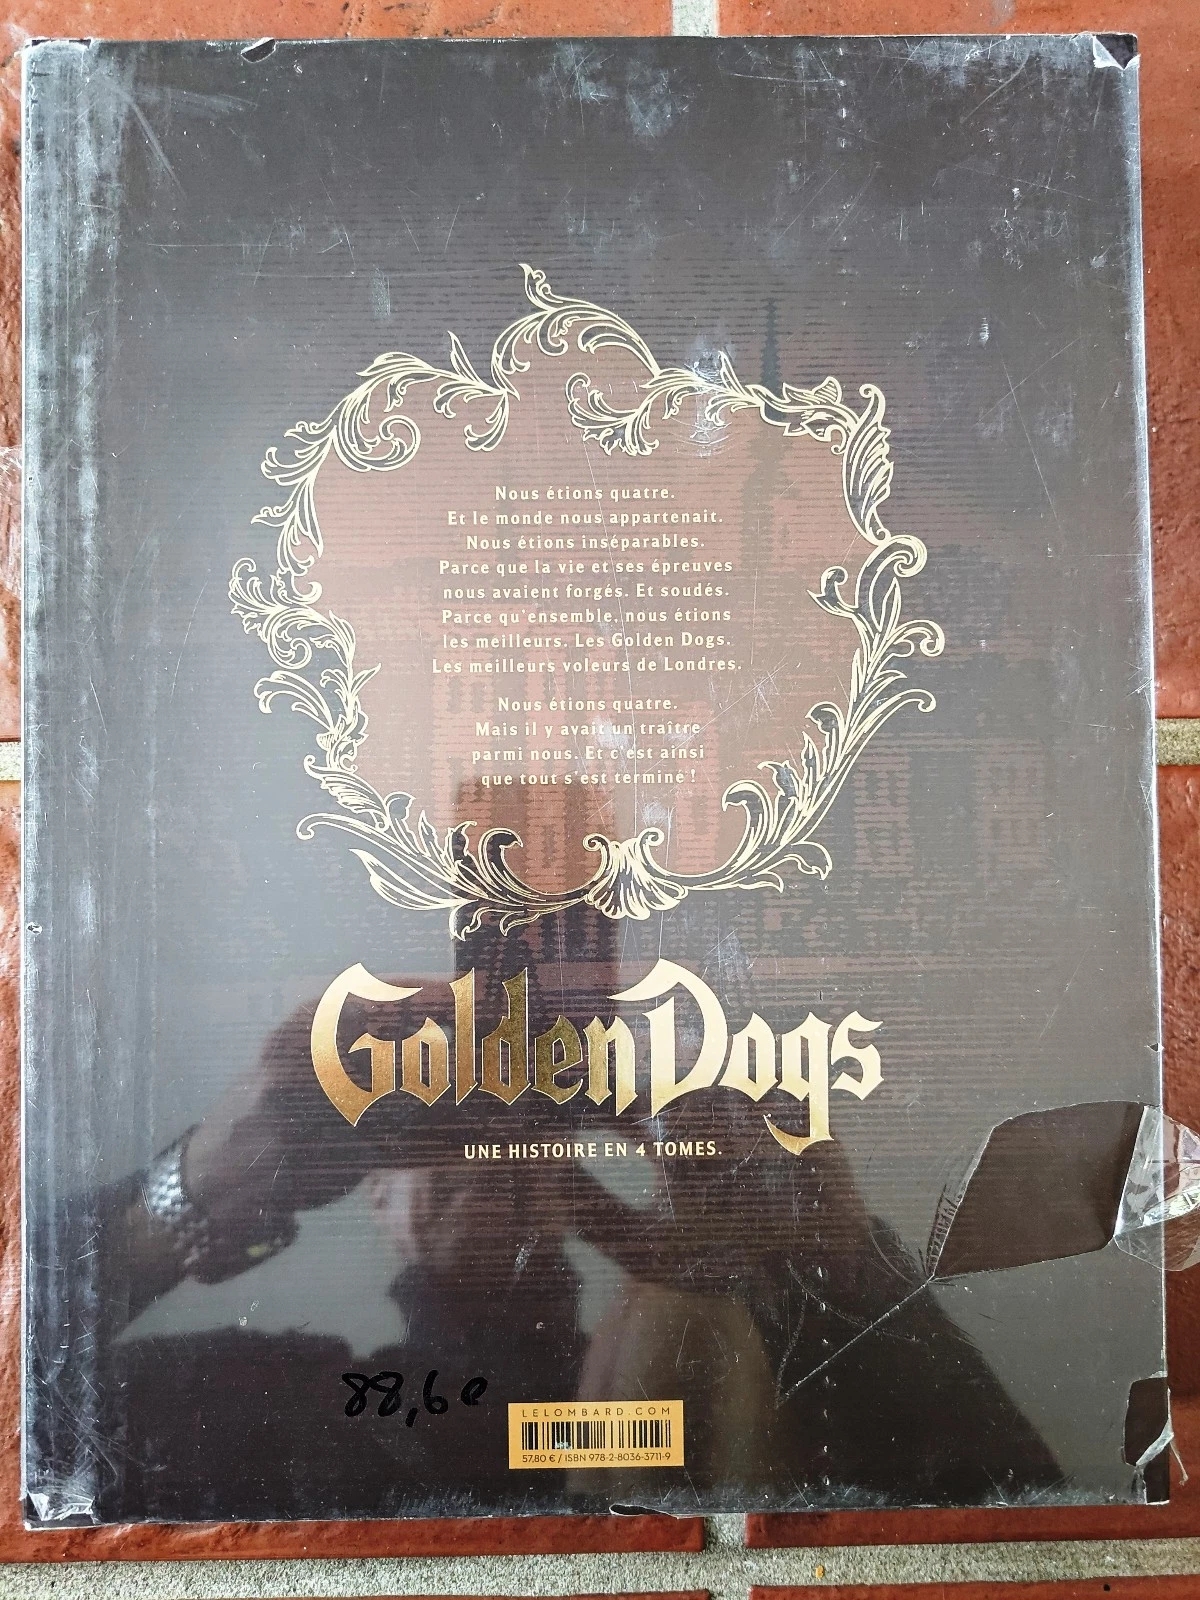 Nous étions quatre.
Et le monde nous appartenait.
Nous étions inséparables.
Parce que la vie et ses épreuves
nous avaient forgés. Et soudés.
Parce qu'ensemble, nous étions
les meilleurs. Les Golden Dogs.
Les meilleurs voleurs de Londres.
Nous étions quatre.
Mais il y avait un traître
parmi nous. Et c'est ainsi
que tout s'est terminé !
Golden Dogs
UNE HISTOIRE EN 4 TOMES.
88,60
LELOMBARD.COM
57,80 € / ISBN 978-2-8036-3711-9